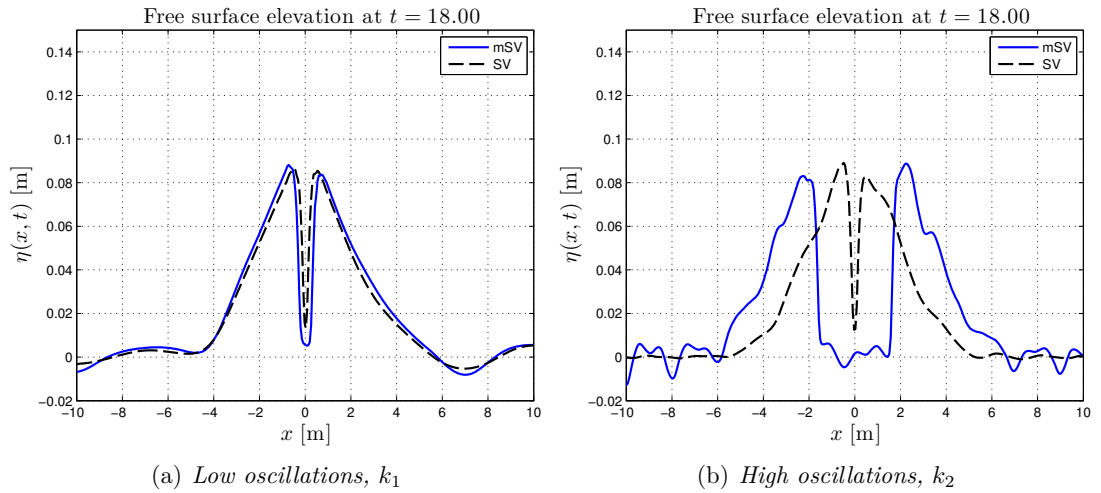 Free surface elevation at t = 18.00
mSV
SV
0.14
0.12
0.1
0.08
0.06
0.04
0.02
0
−0.02
η(x, t) [m]
−10 −8 −6 −4 −2 0 2 4 6 8 10
x [m]
(a) Low oscillations, k₁
Free surface elevation at t = 18.00
mSV
SV
0.14
0.12
0.1
0.08
0.06
0.04
0.02
0
−0.02
η(x, t) [m]
−10 −8 −6 −4 −2 0 2 4 6 8 10
x [m]
(b) High oscillations, k₂